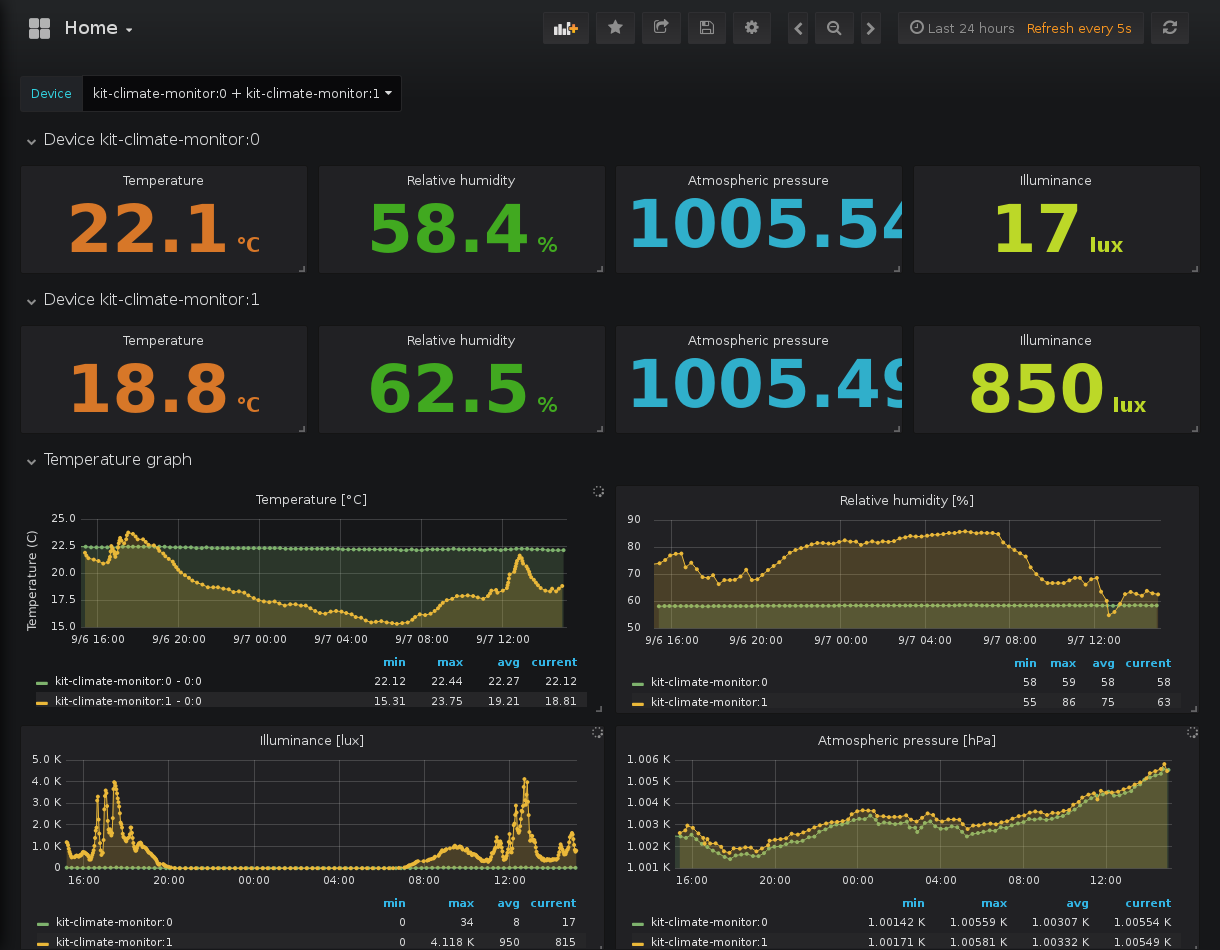 Home
Last 24 hours Refresh every 5s
Device kit-climate-monitor:0 + kit-climate-monitor:1
Device kit-climate-monitor:0
Temperature Relative humidity Atmospheric pressure Illuminance
22.1 °C 58.4 % 1005.54 17 lux
Device kit-climate-monitor:1
Temperature Relative humidity Atmospheric pressure Illuminance
18.8 °C 62.5 % 1005.49 850 lux
Temperature graph
Temperature [°C]
Temperature (C)
25.0
22.5
20.0
17.5
15.0
9/6 16:00 9/6 20:00 9/7 00:00 9/7 04:00 9/7 08:00 9/7 12:00
min max avg current
kit-climate-monitor:0 - 0:0 22.12 22.44 22.27 22.12
kit-climate-monitor:1 - 0:0 15.31 23.75 19.21 18.81
Relative humidity [%]
90
80
70
60
50
9/6 16:00 9/6 20:00 9/7 00:00 9/7 04:00 9/7 08:00 9/7 12:00
min max avg current
kit-climate-monitor:0 58 59 58 58
kit-climate-monitor:1 55 86 75 63
Illuminance [lux]
5.0 K
4.0 K
3.0 K
2.0 K
1.0 K
0
16:00 20:00 00:00 04:00 08:00 12:00
min max avg current
kit-climate-monitor:0 0 34 8 17
kit-climate-monitor:1 0 4.118 K 950 815
Atmospheric pressure [hPa]
1.006 K
1.005 K
1.004 K
1.003 K
1.002 K
1.001 K
16:00 20:00 00:00 04:00 08:00 12:00
min max avg current
kit-climate-monitor:0 1.00142 K 1.00559 K 1.00307 K 1.00554 K
kit-climate-monitor:1 1.00171 K 1.00581 K 1.00332 K 1.00549 K